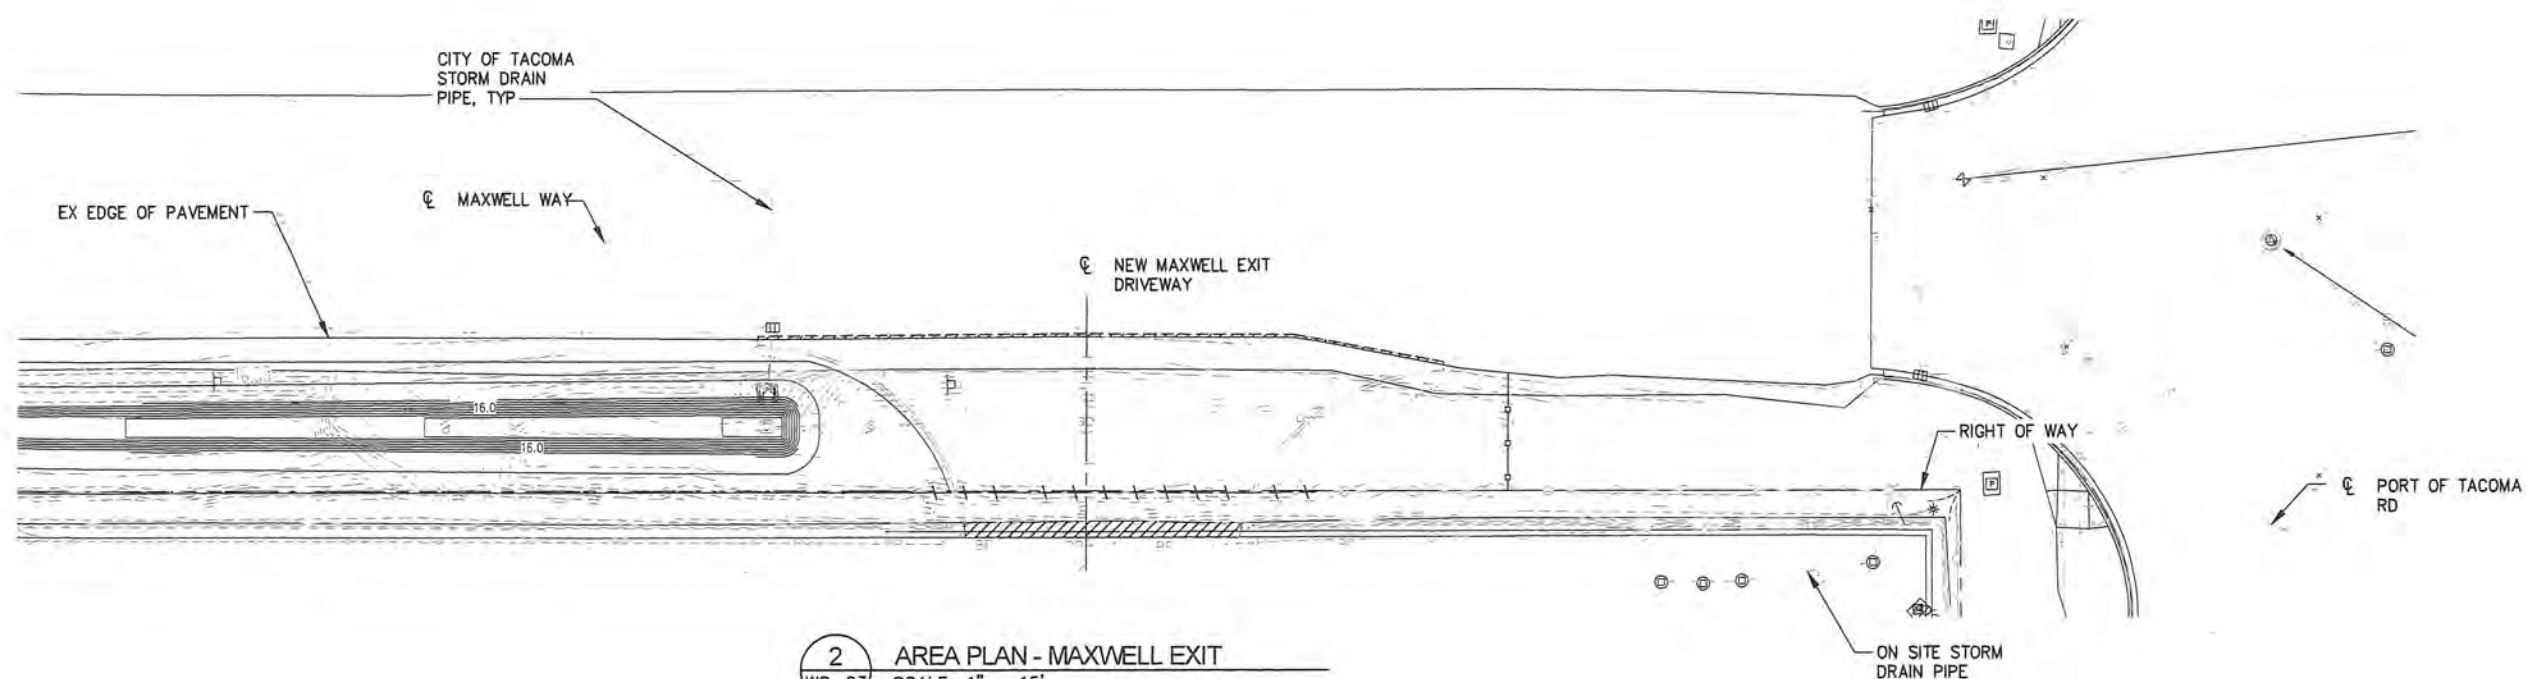 CITY OF TACOMA
STORM DRAIN
PIPE, TYP
℄ MAXWELL WAY
EX EDGE OF PAVEMENT
℄ NEW MAXWELL EXIT
DRIVEWAY
16.0
16.0
RIGHT OF WAY
P
P
℄ PORT OF TACOMA
RD
ON SITE STORM
DRAIN PIPE
2 AREA PLAN - MAXWELL EXIT